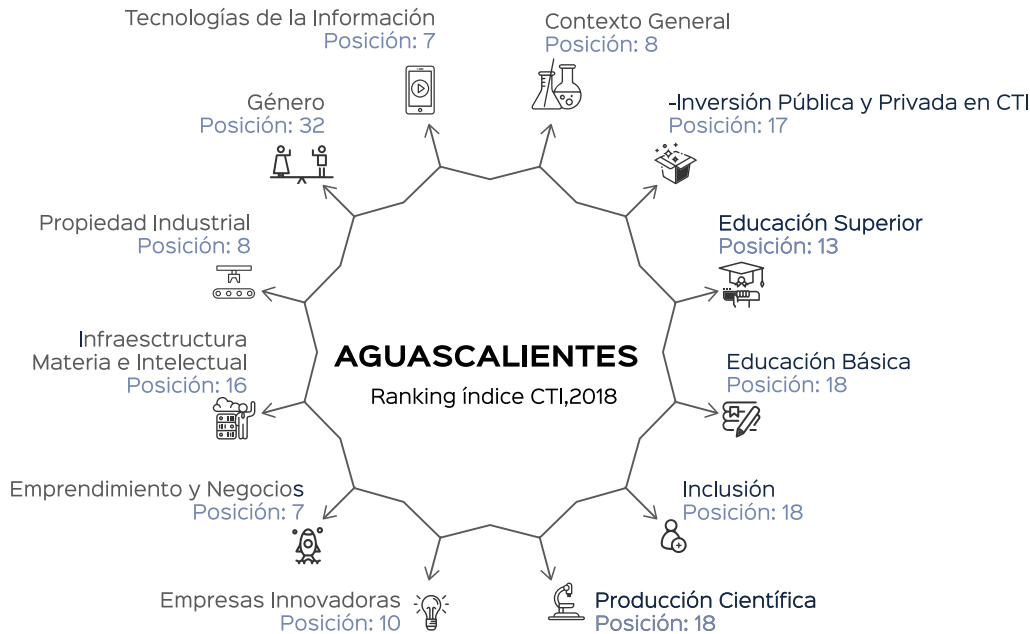 Tecnologías de la Información
Posición: 7
Contexto General
Posición: 8
Género
Posición: 32
-Inversión Pública y Privada en CTI
Posición: 17
Propiedad Industrial
Posición: 8
Educación Superior
Posición: 13
Infraesctructura
Materia e Intelectual
Posición: 16
AGUASCALIENTES
Ranking índice CTI,2018
Educación Básica
Posición: 18
Emprendimiento y Negocios
Posición: 7
Inclusión
Posición: 18
Empresas Innovadoras
Posición: 10
Producción Científica
Posición: 18